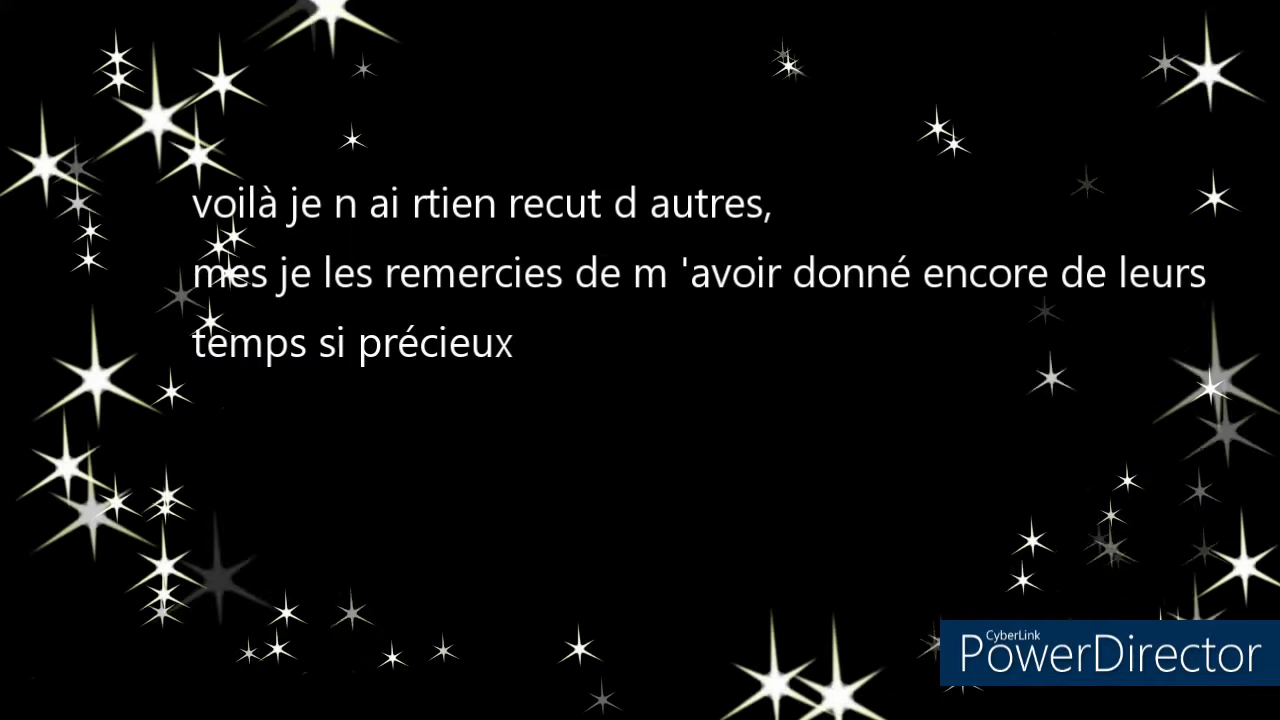 voilà je n ai rtien recut d autres,
mes je les remercies de m 'avoir donné encore de leurs
temps si précieux
CyberLink
PowerDirector